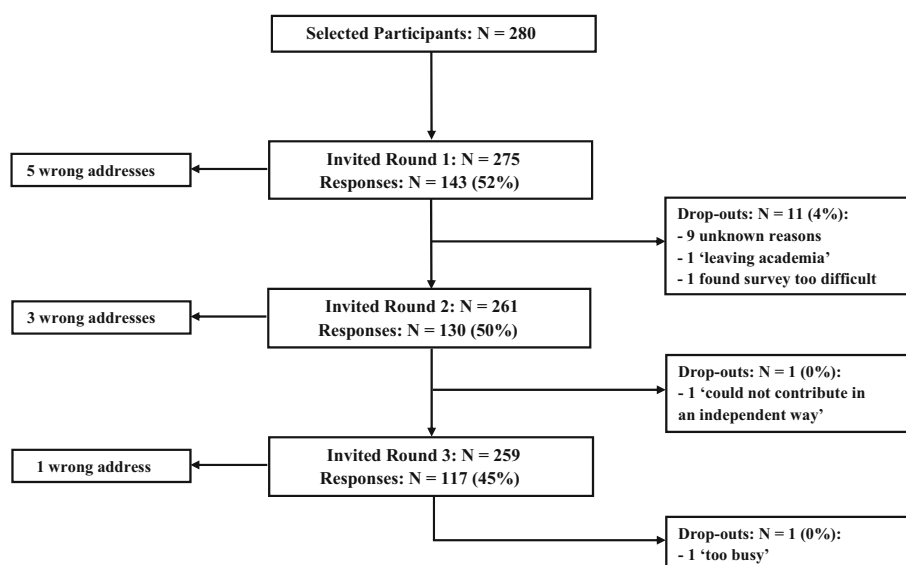 Selected Participants: N = 280
5 wrong addresses
Invited Round 1: N = 275
Responses: N = 143 (52%)
Drop-outs: N = 11 (4%):
- 9 unknown reasons
- 1 ‘leaving academia’
- 1 found survey too difficult
3 wrong addresses
Invited Round 2: N = 261
Responses: N = 130 (50%)
Drop-outs: N = 1 (0%):
- 1 ‘could not contribute in
an independent way’
1 wrong address
Invited Round 3: N = 259
Responses: N = 117 (45%)
Drop-outs: N = 1 (0%):
- 1 ‘too busy’